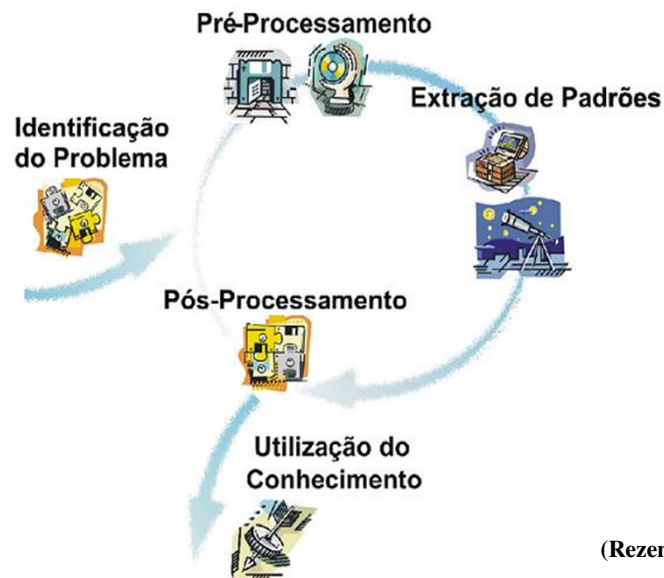 Pré-Processamento
Extração de Padrões
Identificação
do Problema
Pós-Processamento
Utilização do
Conhecimento